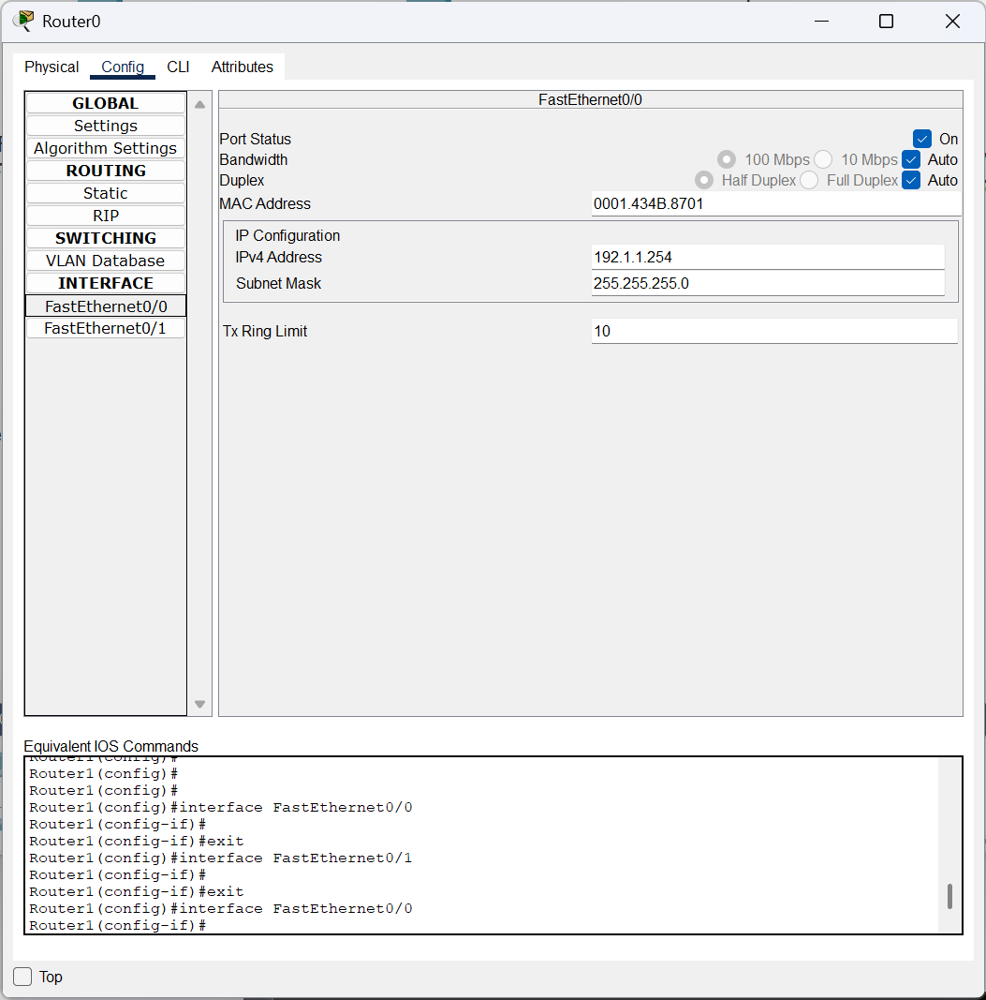 Router0
Physical Config CLI Attributes
GLOBAL
Settings
Algorithm Settings
ROUTING
Static
RIP
SWITCHING
VLAN Database
INTERFACE
FastEthernet0/0
FastEthernet0/1
FastEthernet0/0
Port Status On
Bandwidth 100 Mbps 10 Mbps Auto
Duplex Half Duplex Full Duplex Auto
MAC Address 0001.434B.8701
IP Configuration
IPv4 Address 192.1.1.254
Subnet Mask 255.255.255.0
Tx Ring Limit 10
Equivalent IOS Commands
Router1(config)#
Router1(config)#
Router1(config)#
Router1(config)#interface FastEthernet0/0
Router1(config-if)#
Router1(config-if)#exit
Router1(config)#interface FastEthernet0/1
Router1(config-if)#
Router1(config-if)#exit
Router1(config)#interface FastEthernet0/0
Router1(config-if)#
Top